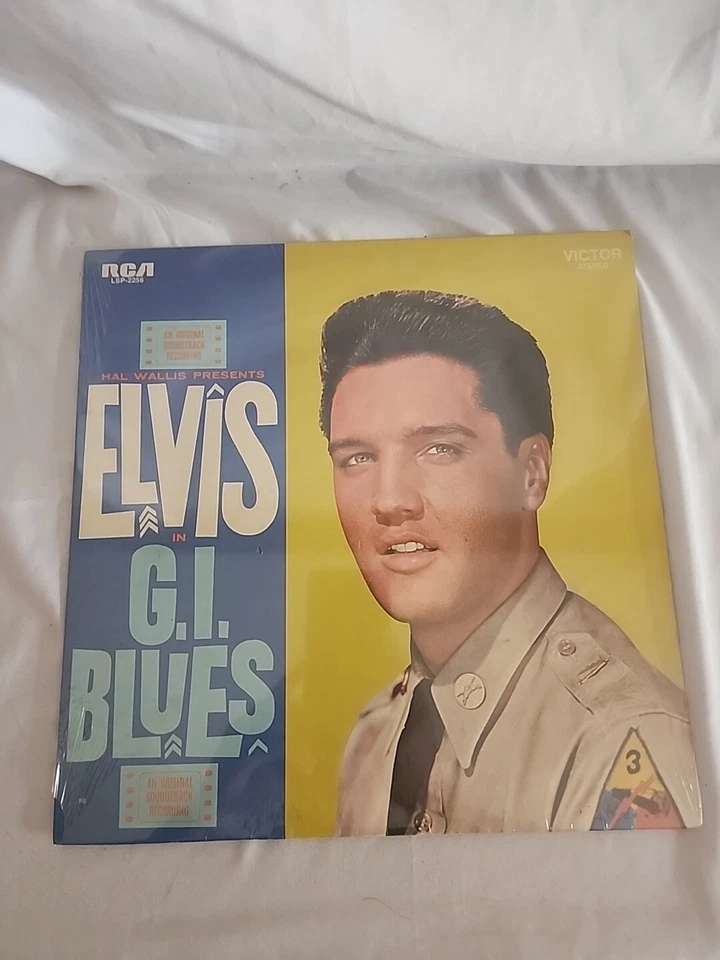 RCA
LSP-2256
VICTOR
STEREO
AN ORIGINAL
SOUNDTRACK
RECORDING
HAL WALLIS PRESENTS
ELVIS
IN
G.I.
BLUES
AN ORIGINAL
SOUNDTRACK
RECORDING
RE
3